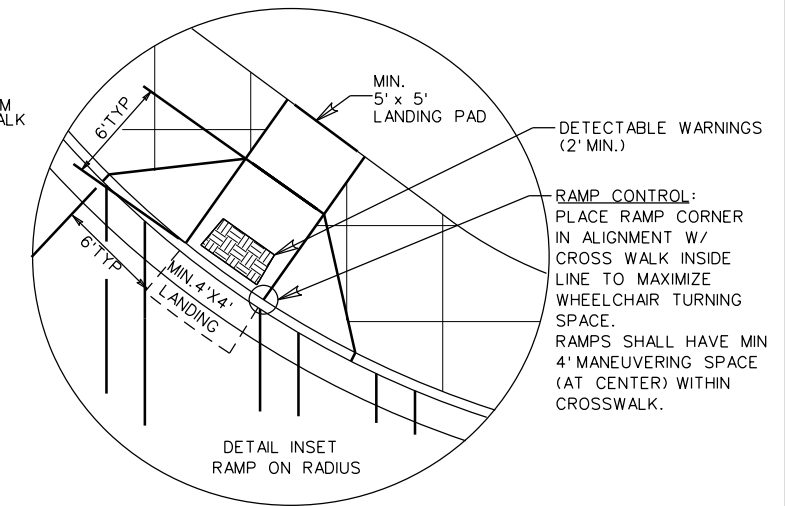 M
ALK
6'TYP
MIN.
5' x 5'
LANDING PAD
DETECTABLE WARNINGS
(2' MIN.)
RAMP CONTROL:
PLACE RAMP CORNER
IN ALIGNMENT W/
CROSS WALK INSIDE
LINE TO MAXIMIZE
WHEELCHAIR TURNING
SPACE.
RAMPS SHALL HAVE MIN
4' MANEUVERING SPACE
(AT CENTER) WITHIN
CROSSWALK.
6'TYP
MIN. 4'X4'
LANDING
DETAIL INSET
RAMP ON RADIUS